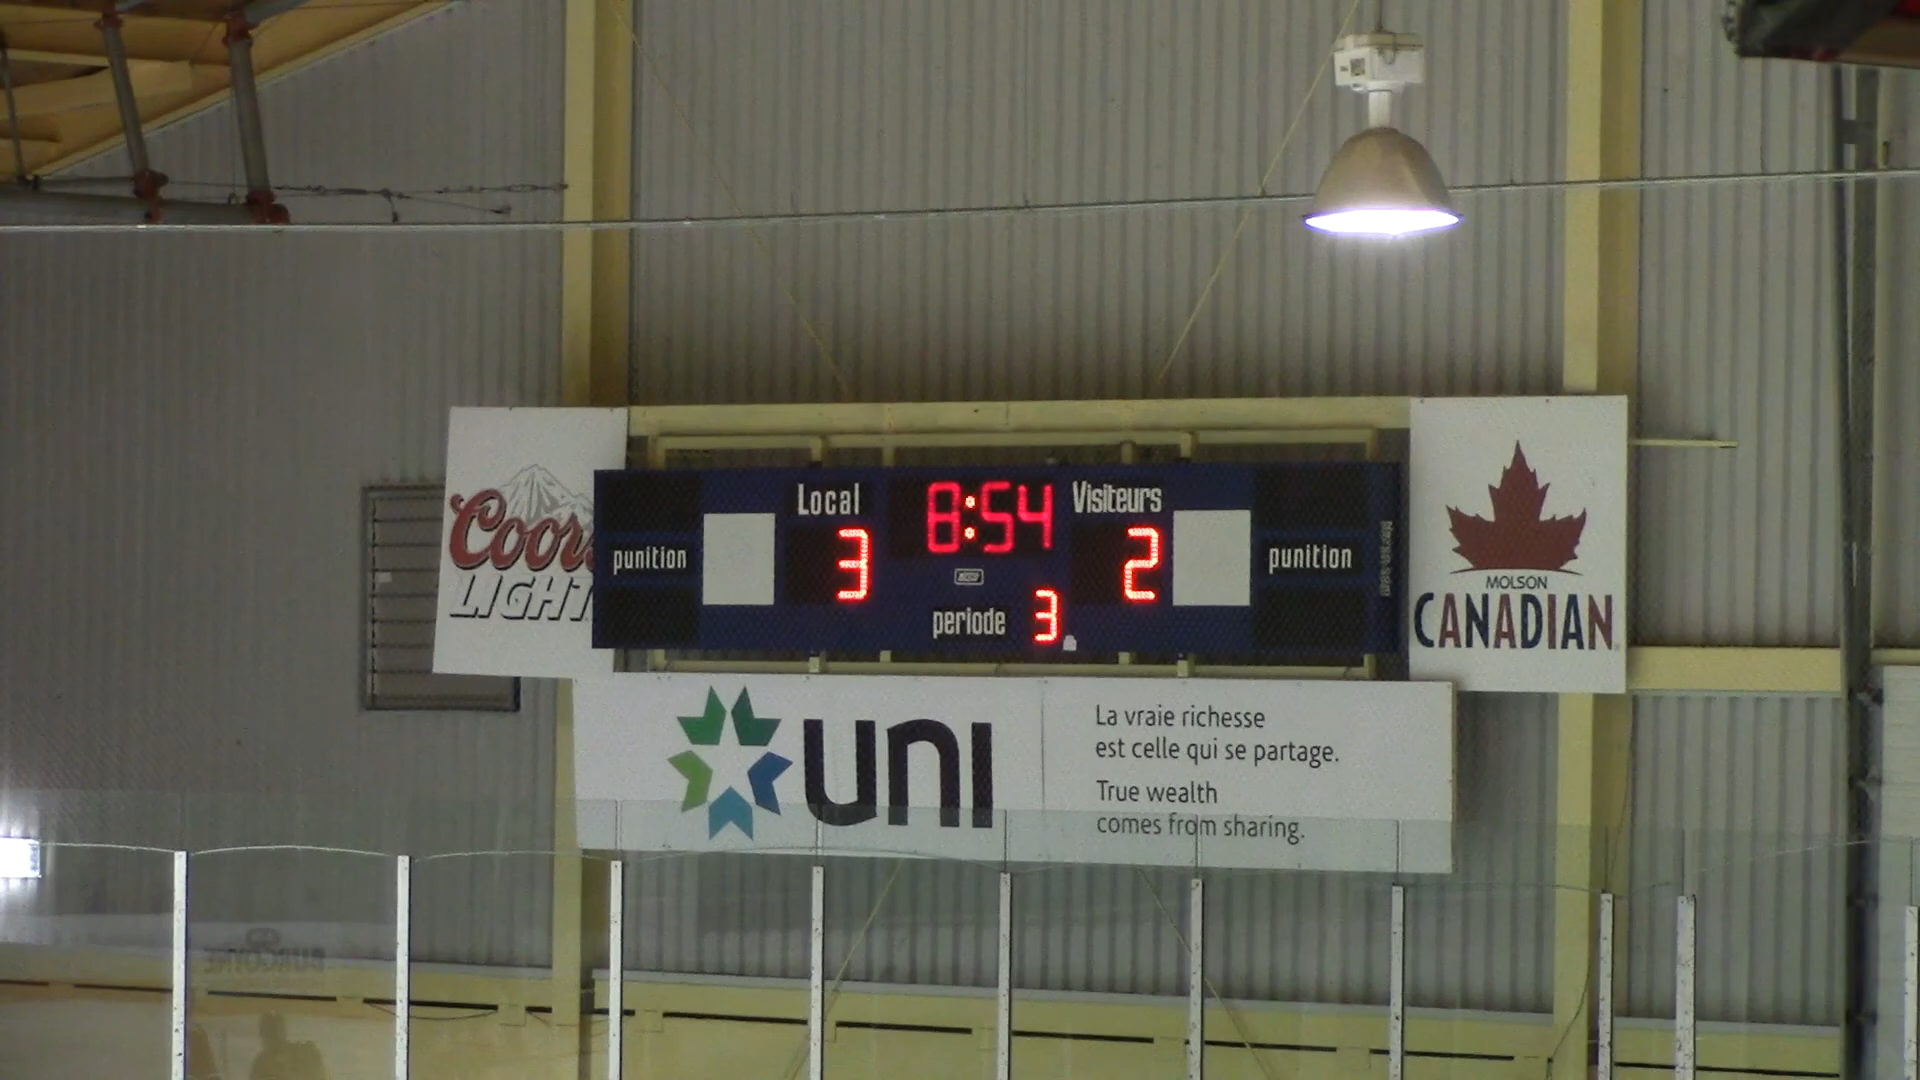 Local
8:54
Visiteurs
punition
3
2
punition
periode
3
Coors
LIGHT
MOLSON
CANADIAN
UNI
La vraie richesse
est celle qui se partage.
True wealth
comes from sharing.